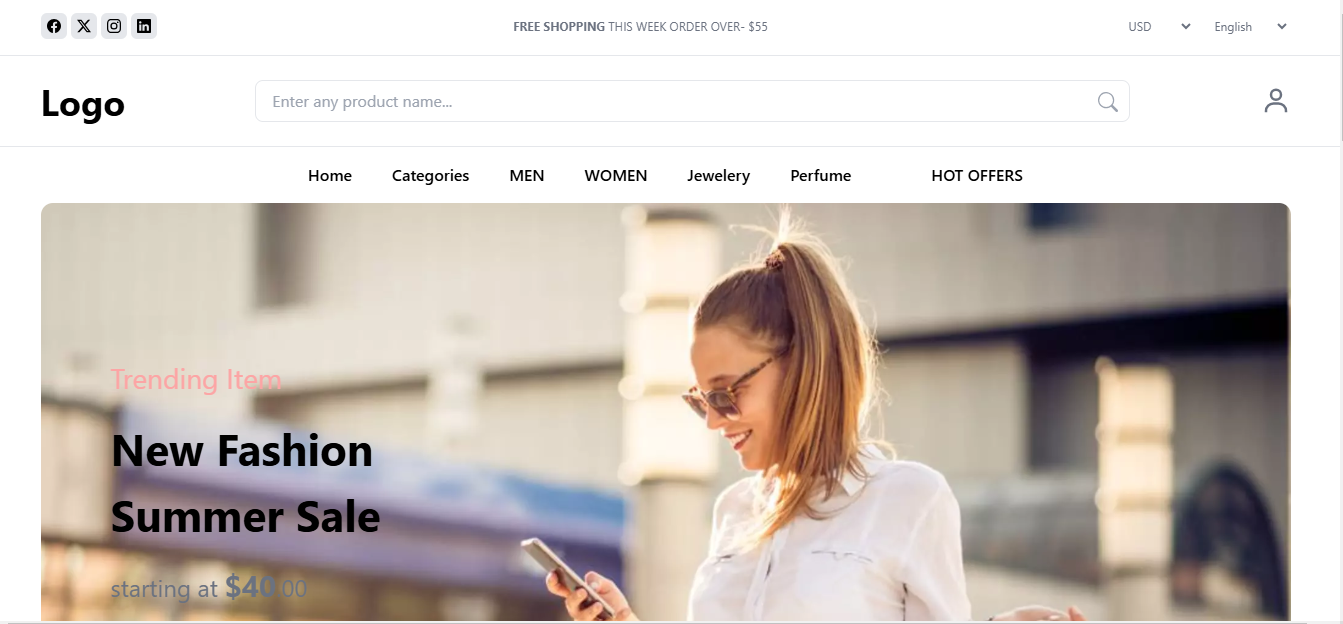 FREE SHOPPING THIS WEEK ORDER OVER- $55
USD
English
Logo
Enter any product name...
Home
Categories
MEN
WOMEN
Jewelery
Perfume
HOT OFFERS
Trending Item
New Fashion
Summer Sale
starting at $40.00